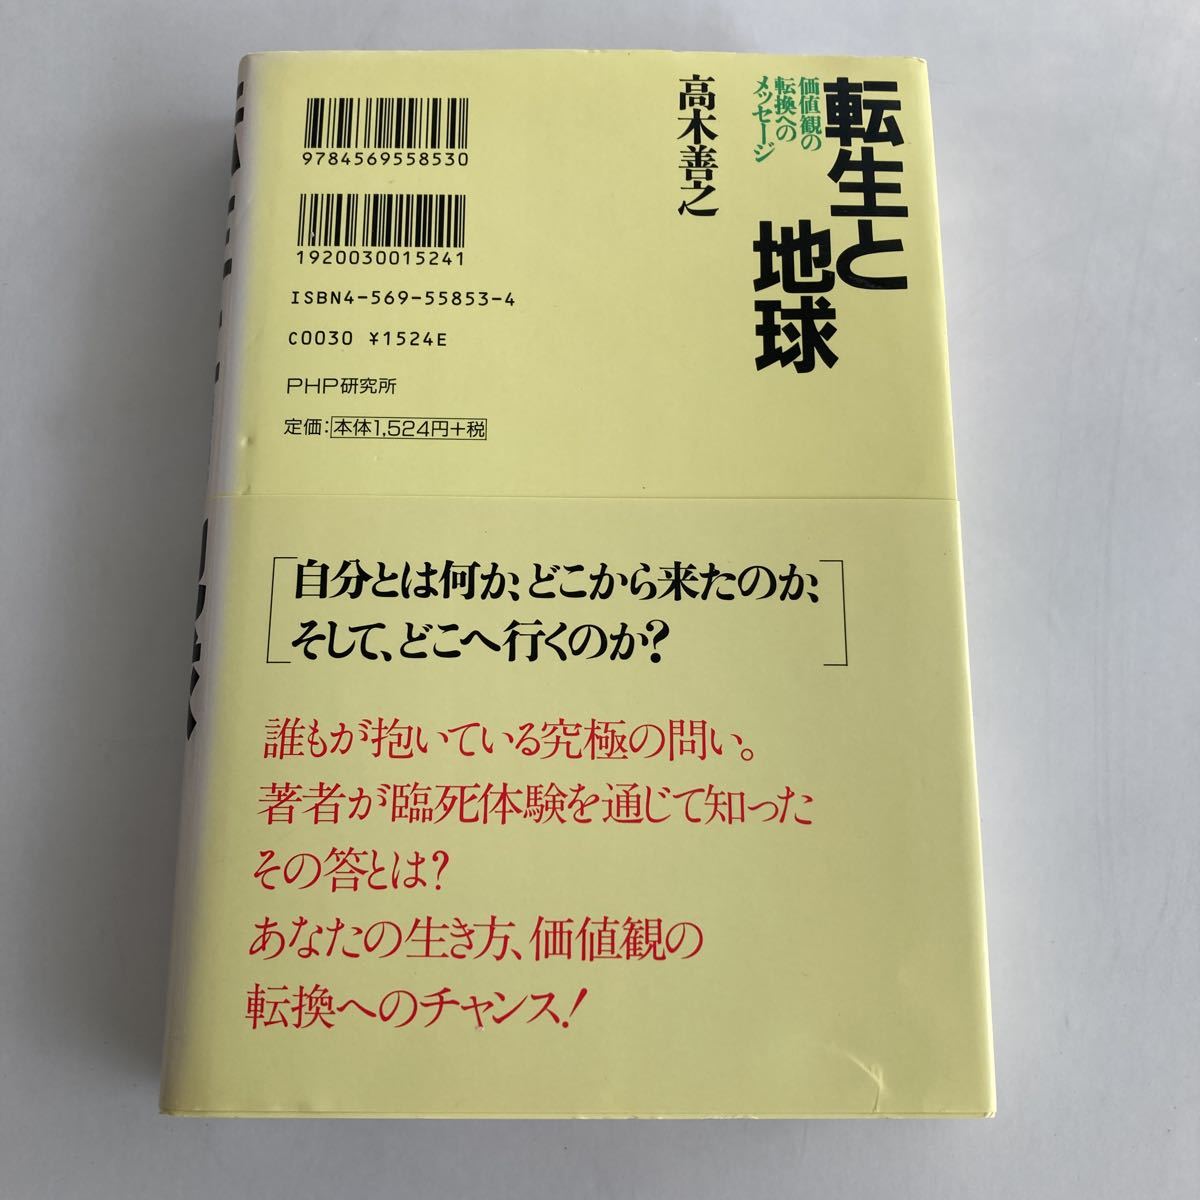 転生と
地球
価値観の
転換への
メッセージ
高木善之
9784569558530
1920030015241
ISBN4-569-55853-4
C0030 ¥1524E
PHP研究所
定価：本体1,524円+税
自分とは何か、どこから来たのか、
そして、どこへ行くのか?
誰もが抱いている究極の問い。
著者が臨死体験を通じて知った
その答とは?
あなたの生き方、価値観の
転換へのチャンス!